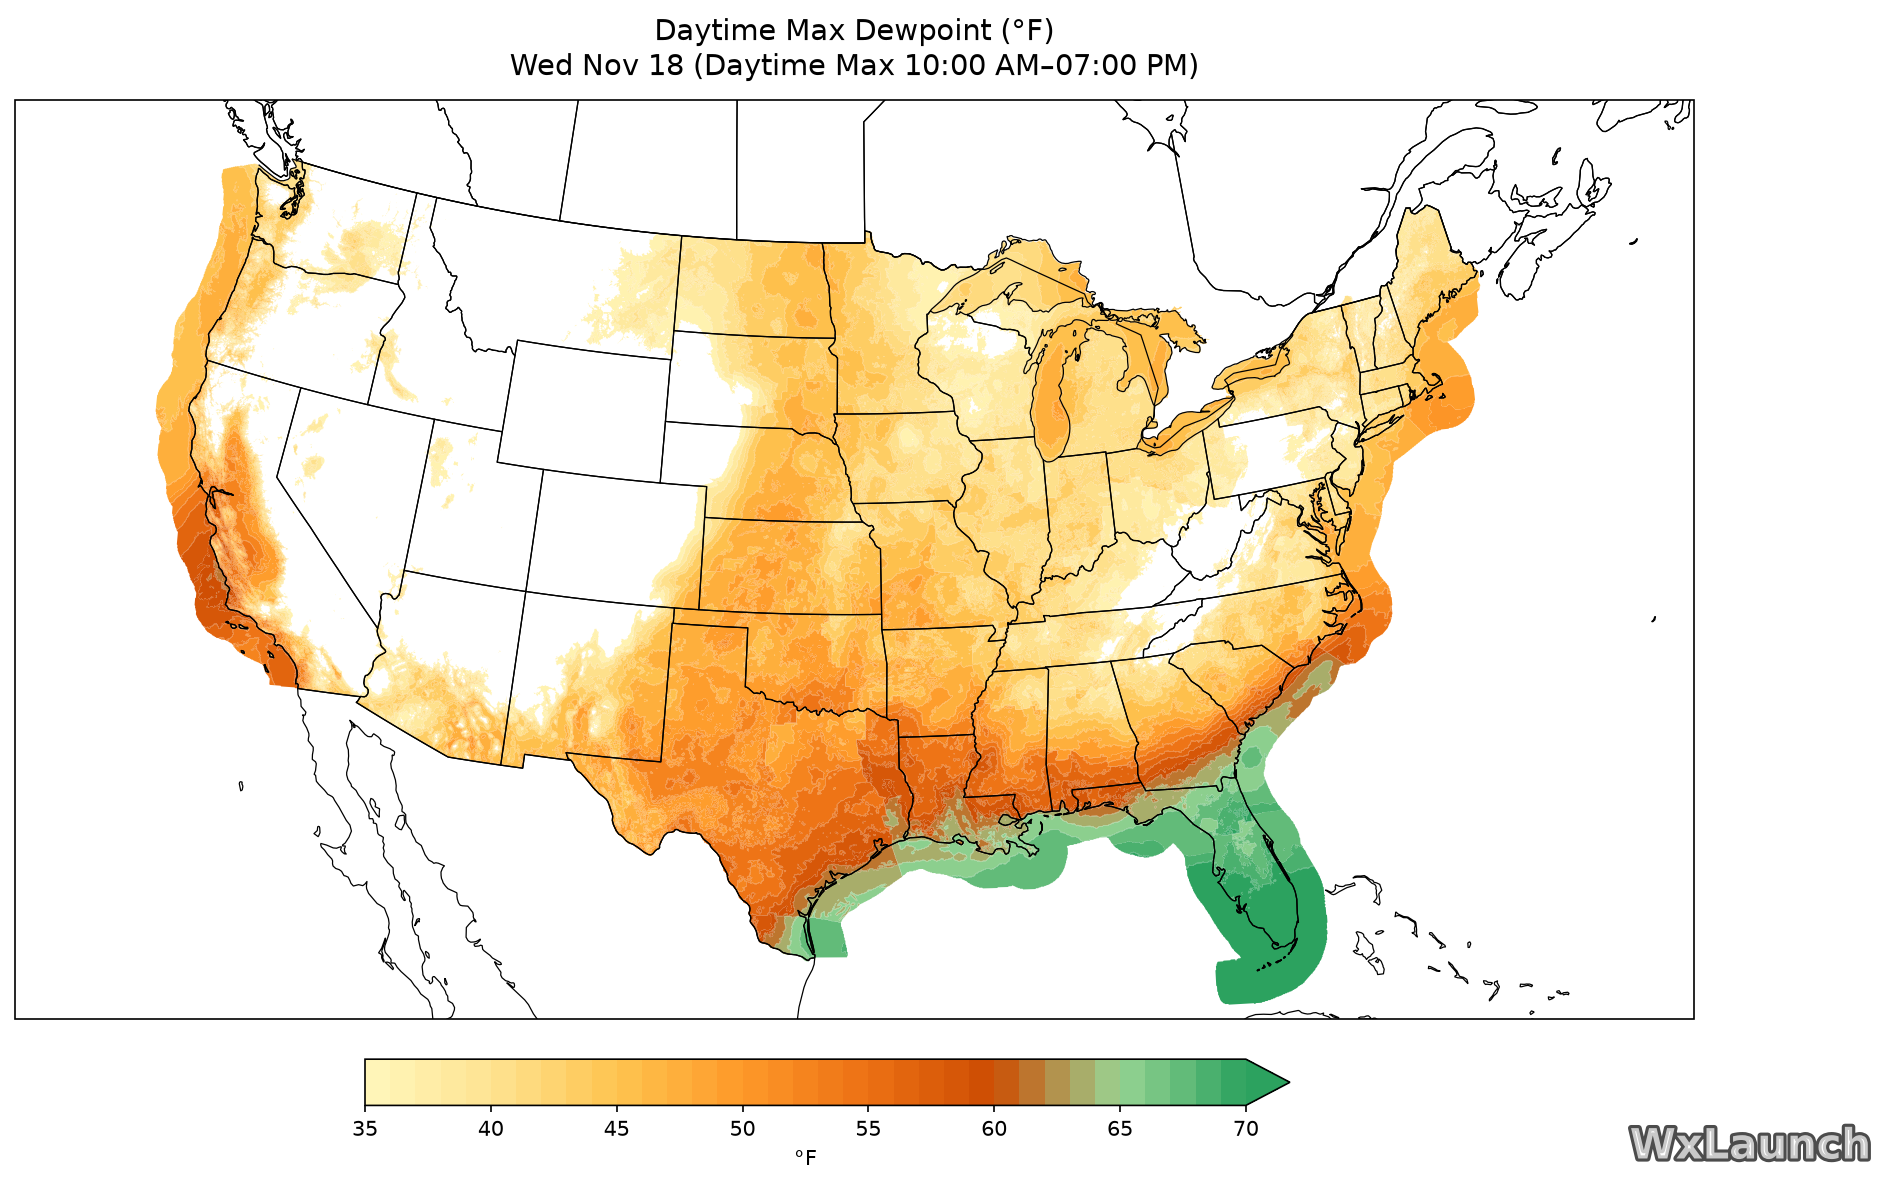 Daytime Max Dewpoint (°F)
Wed Nov 18 (Daytime Max 10:00 AM–07:00 PM)
35 40 45 50 55 60 65 70
°F
WxLaunch